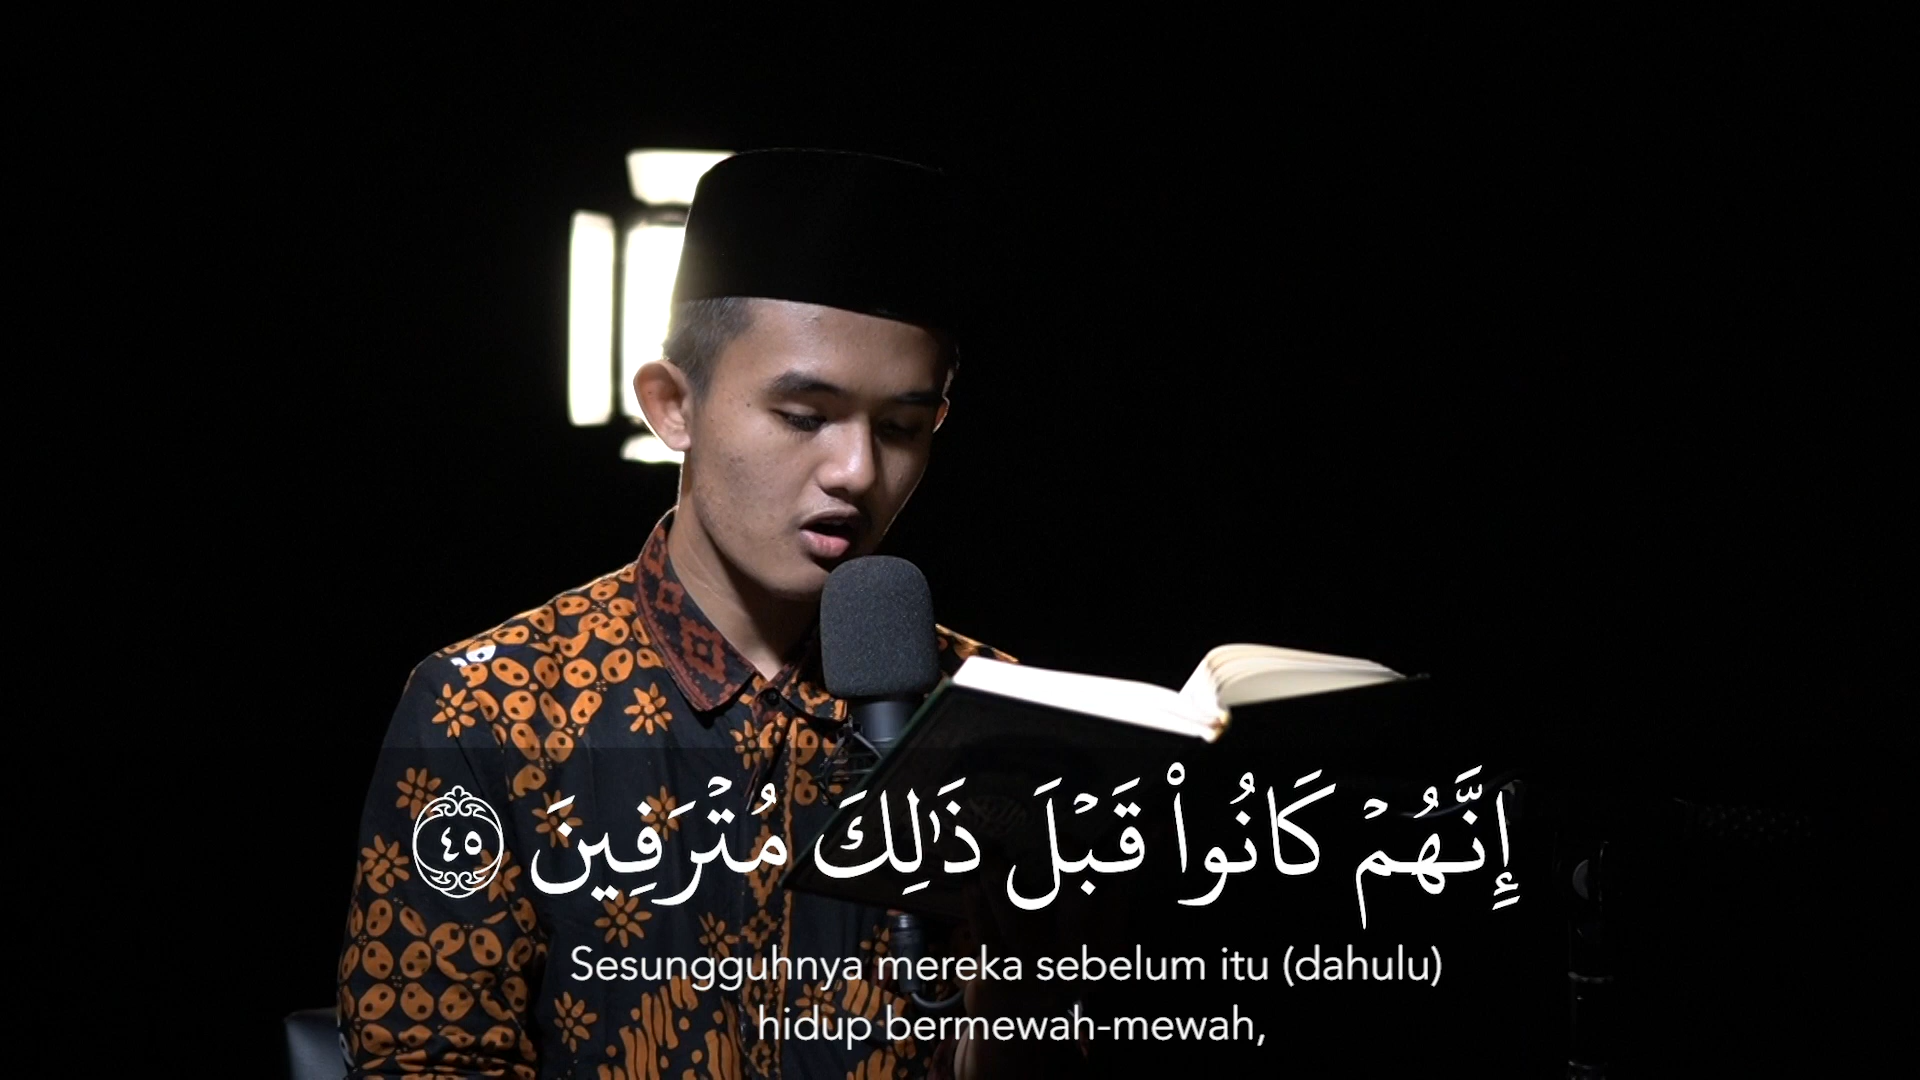 إِنَّهُمْ كَانُوا۟ قَبْلَ ذَٰلِكَ مُتْرَفِينَ ٤٥
Sesungguhnya mereka sebelum itu (dahulu)
hidup bermewah-mewah,